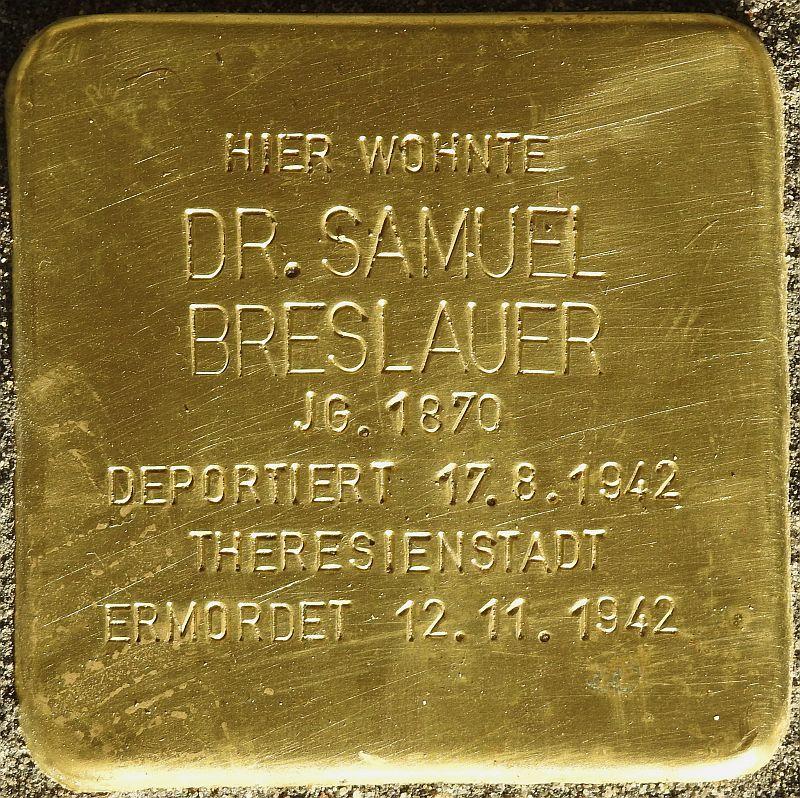 HIER WOHNTE
DR. SAMUEL
BRESLAUER
JG. 1870
DEPORTIERT 17.8.1942
THERESIENSTADT
ERMORDET 12.11.1942